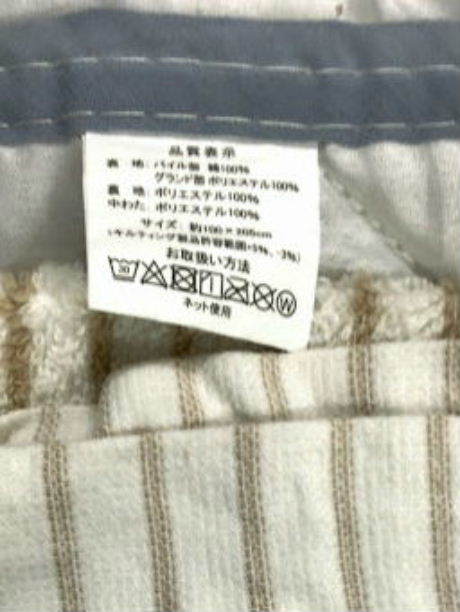 品質表示
表 地: パイル部 綿100%
グランド部 ポリエステル100%
裏 地: ポリエステル100%
中わた: ポリエステル100%
サイズ: 約100×205cm
(キルティング製品許容範囲+5%、-3%)
お取扱い方法
30
W
ネット使用